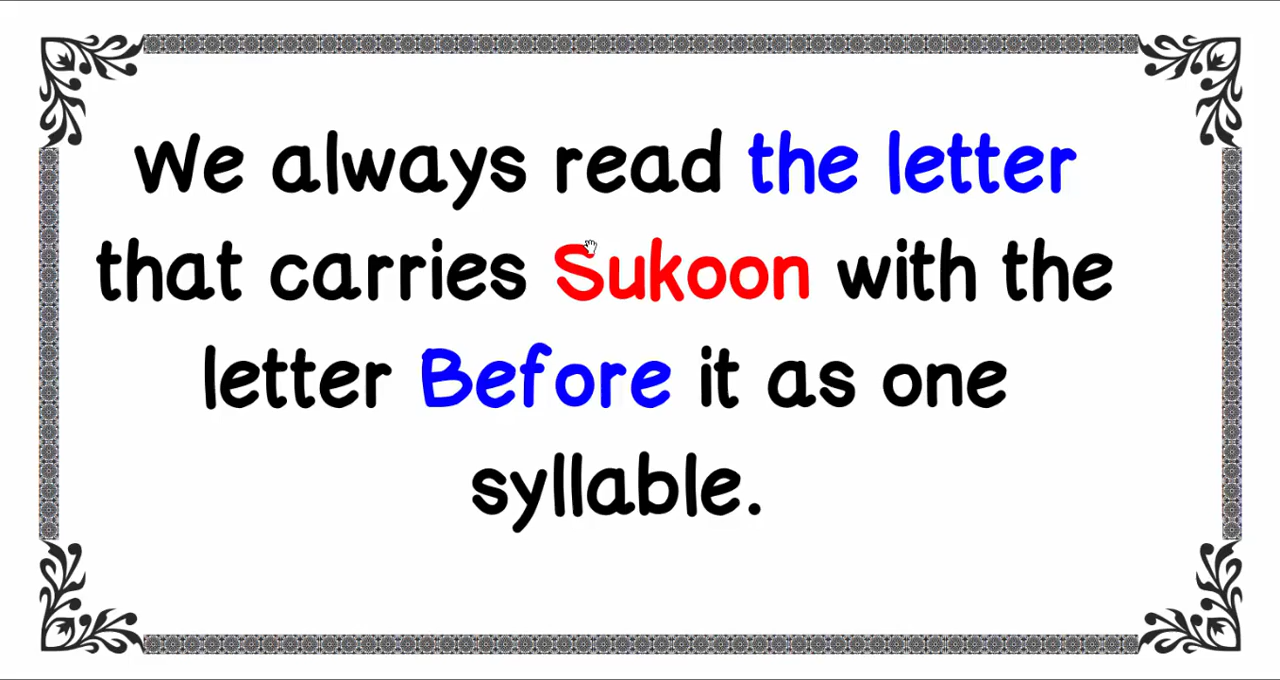 We always read the letter
that carries Sukoon with the
letter Before it as one
syllable.